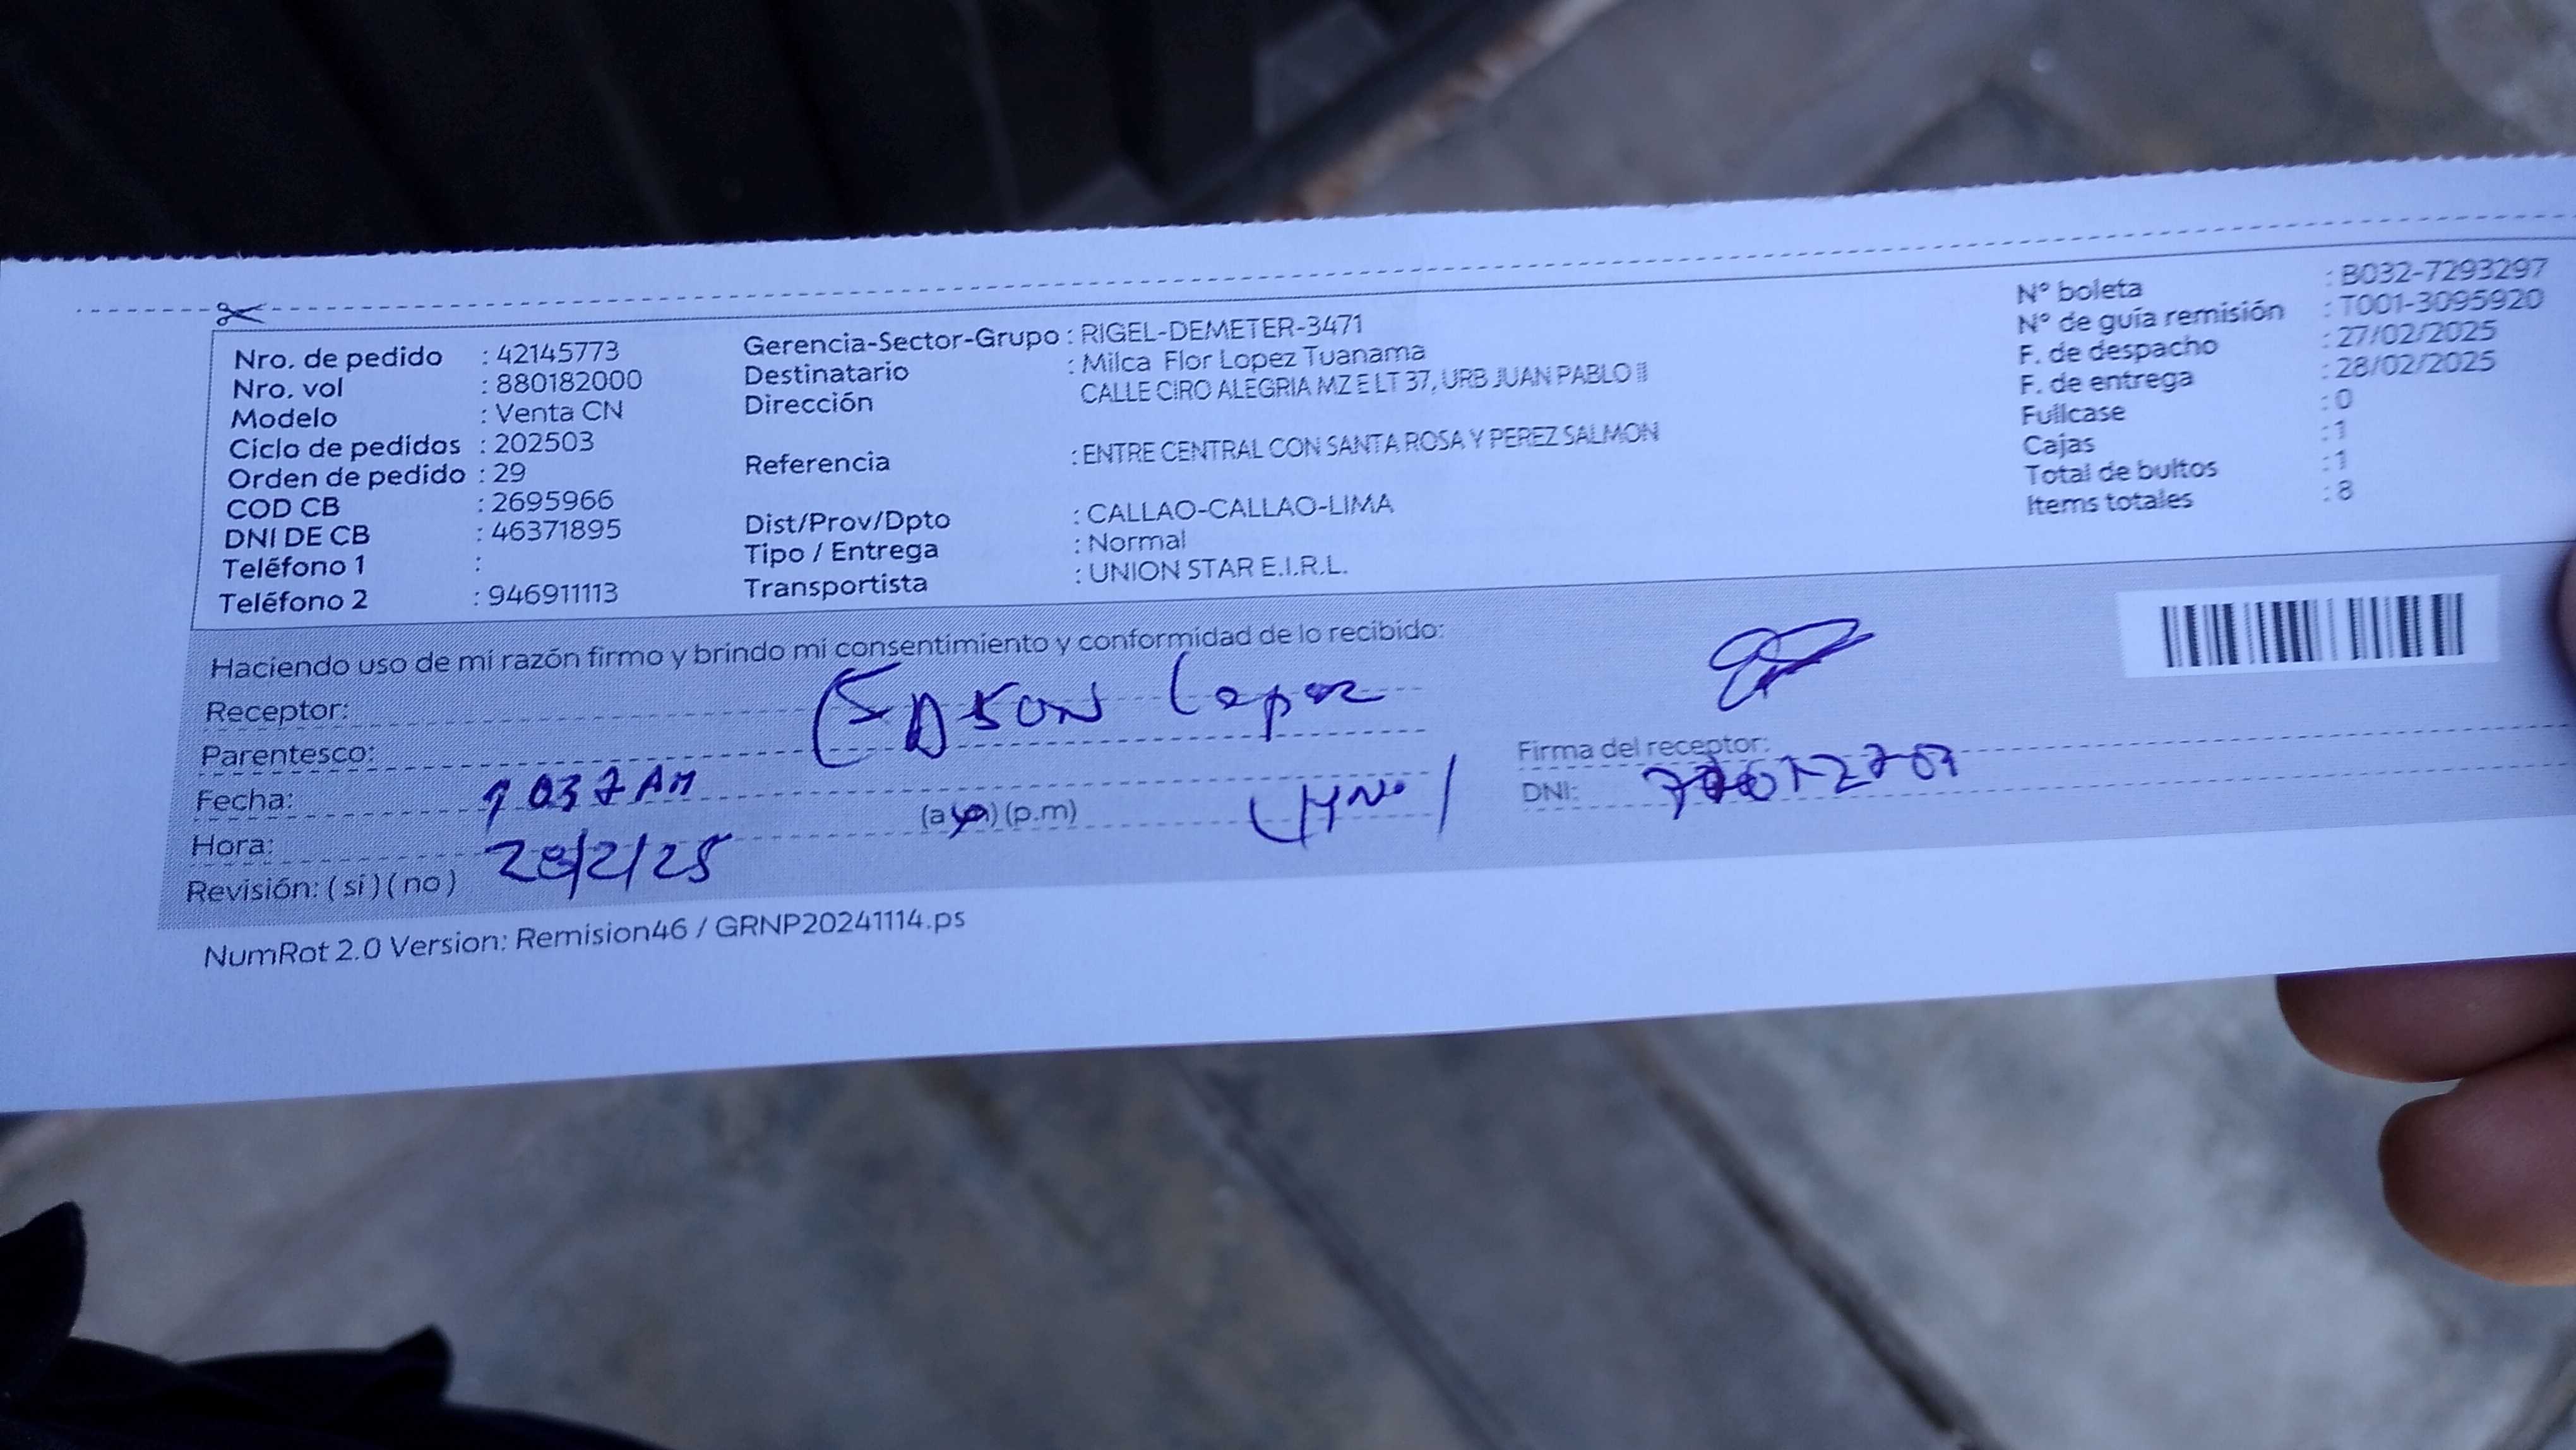 Nro. de pedido : 42145773
Nro. vol : 880182000
Modelo : Venta CN
Ciclo de pedidos : 202503
Orden de pedido : 29
COD CB : 2695966
DNI DE CB : 46371895
Teléfono 1 :
Teléfono 2 : 946911113
Gerencia-Sector-Grupo : RIGEL-DEMETER-3471
Destinatario : Milca Flor Lopez Tuanama
Dirección CALLE CIRO ALEGRIA MZ E LT 37, URB JUAN PABLO II
Referencia : ENTRE CENTRAL CON SANTA ROSA Y PEREZ SALMON
Dist/Prov/Dpto : CALLAO-CALLAO-LIMA
Tipo / Entrega : Normal
Transportista : UNION STAR E.I.R.L.
N° boleta : B032-7293297
N° de guía remisión : T001-3095920
F. de despacho : 27/02/2025
F. de entrega : 28/02/2025
Fullcase : 0
Cajas : 1
Total de bultos : 1
Items totales : 8
Haciendo uso de mi razón firmo y brindo mi consentimiento y conformidad de lo recibido:
Receptor: EDSON Lopez
Parentesco:
Fecha: 1037 AM
Hora: (a.m) (p.m)
28/2/25
Revisión: (si) (no)
Firma del receptor:
DNI:
NumRot 2.0 Version: Remision46 / GRNP20241114.ps